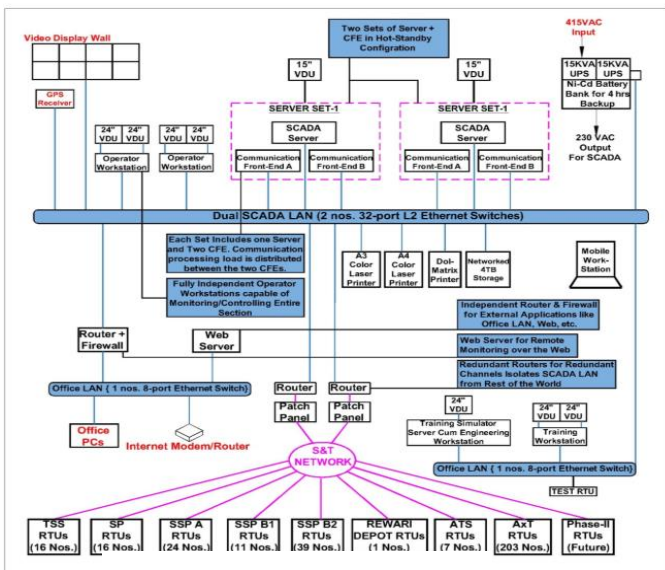 Two Sets of Server +
CFE in Hot-Standby
Configration
415VAC
Input
Video Display Wall
15"
VDU
15"
VDU
15KVA
UPS
15KVA
UPS
Ni-Cd Battery
Bank for 4 hrs
Backup
GPS
Receiver
SERVER SET-1
SERVER SET-1
SCADA
Server
SCADA
Server
24"
VDU
24"
VDU
24"
VDU
24"
VDU
230 VAC
Output
For SCADA
Operator
Workstation
Operator
Workstation
Communication
Front-End A
Communication
Front-End B
Communication
Front-End A
Communication
Front-End B
Dual SCADA LAN (2 nos. 32-port L2 Ethernet Switches)
Each Set Includes one Server
and Two CFE. Communication
processing load is distributed
between the two CFEs.
A3
Color
Laser
Printer
A4
Color
Laser
Printer
Dol-
Matrix
Printer
Networked
4TB
Storage
Mobile
Work-
Station
Fully Independent Operator
Workstations capable of
Monitoring/Controlling Entire
Section
Independent Router & Firewall
for External Applications like
Office LAN, Web, etc.
Router +
Firewall
Web
Server
Web Server for Remote
Monitoring over the Web
Redundant Routers for Redundant
Channels Isolates SCADA LAN
from Rest of the World
Office LAN { 1 nos. 8-port Ethernet Switch)
Router
Router
Patch
Panel
Patch
Panel
24"
VDU
24"
VDU
24"
VDU
Office
PCs
Internet Modem/Router
Training Simulator
Server Cum Engineering
Workstation
Training
Workstation
S&T
NETWORK
Office LAN { 1 nos. 8-port Ethernet Switch)
TEST RTU
TSS
RTUs
(16 Nos.)
SP
RTUs
(16 Nos.)
SSP A
RTUs
(24 Nos.)
SSP B1
RTUs
(11 Nos.)
SSP B2
RTUs
(39 Nos.)
REWARI
DEPOT RTUs
(1 Nos.)
ATS
RTUs
(7 Nos.)
AxT
RTUs
(203 Nos.)
Phase-II
RTUs
(Future)